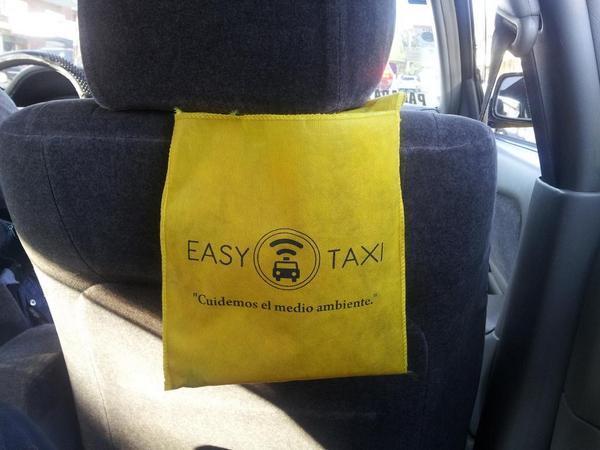 EASY TAXI
"Cuidemos el medio ambiente."